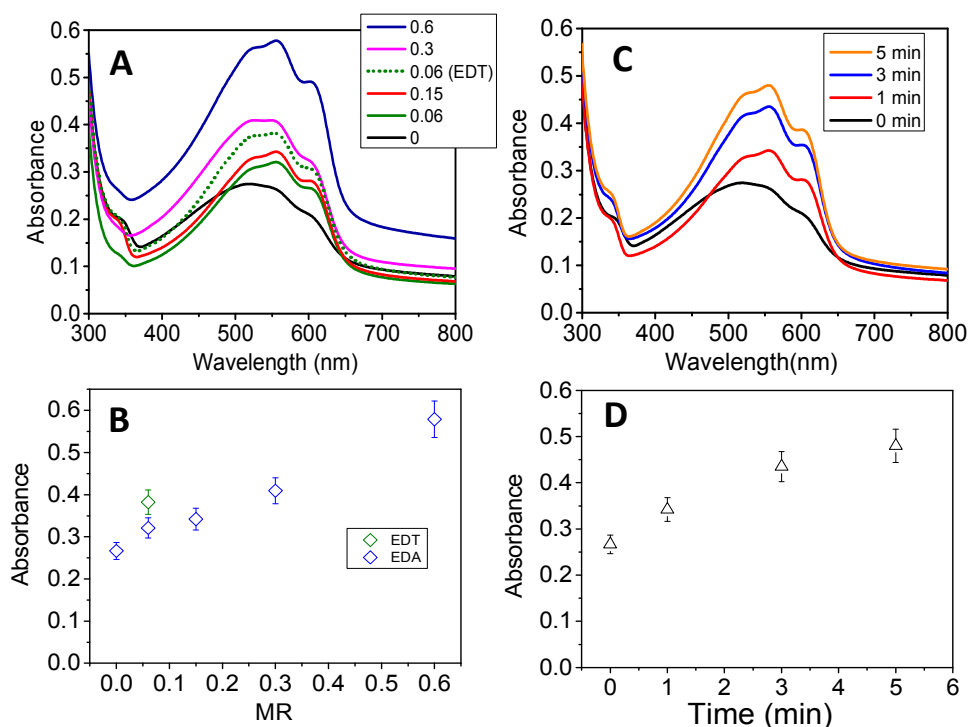 A
0.6
0.3
0.06 (EDT)
0.15
0.06
0
Absorbance
0.6
0.5
0.4
0.3
0.2
0.1
0.0
300 400 500 600 700 800
Wavelength (nm)
C
5 min
3 min
1 min
0 min
Absorbance
0.6
0.5
0.4
0.3
0.2
0.1
0.0
300 400 500 600 700 800
Wavelength(nm)
B
EDT
EDA
Absorbance
0.6
0.5
0.4
0.3
0.2
0.1
0.0
0.0 0.1 0.2 0.3 0.4 0.5 0.6
MR
D
Absorbance
0.6
0.5
0.4
0.3
0.2
0.1
0.0
0 1 2 3 4 5 6
Time (min)